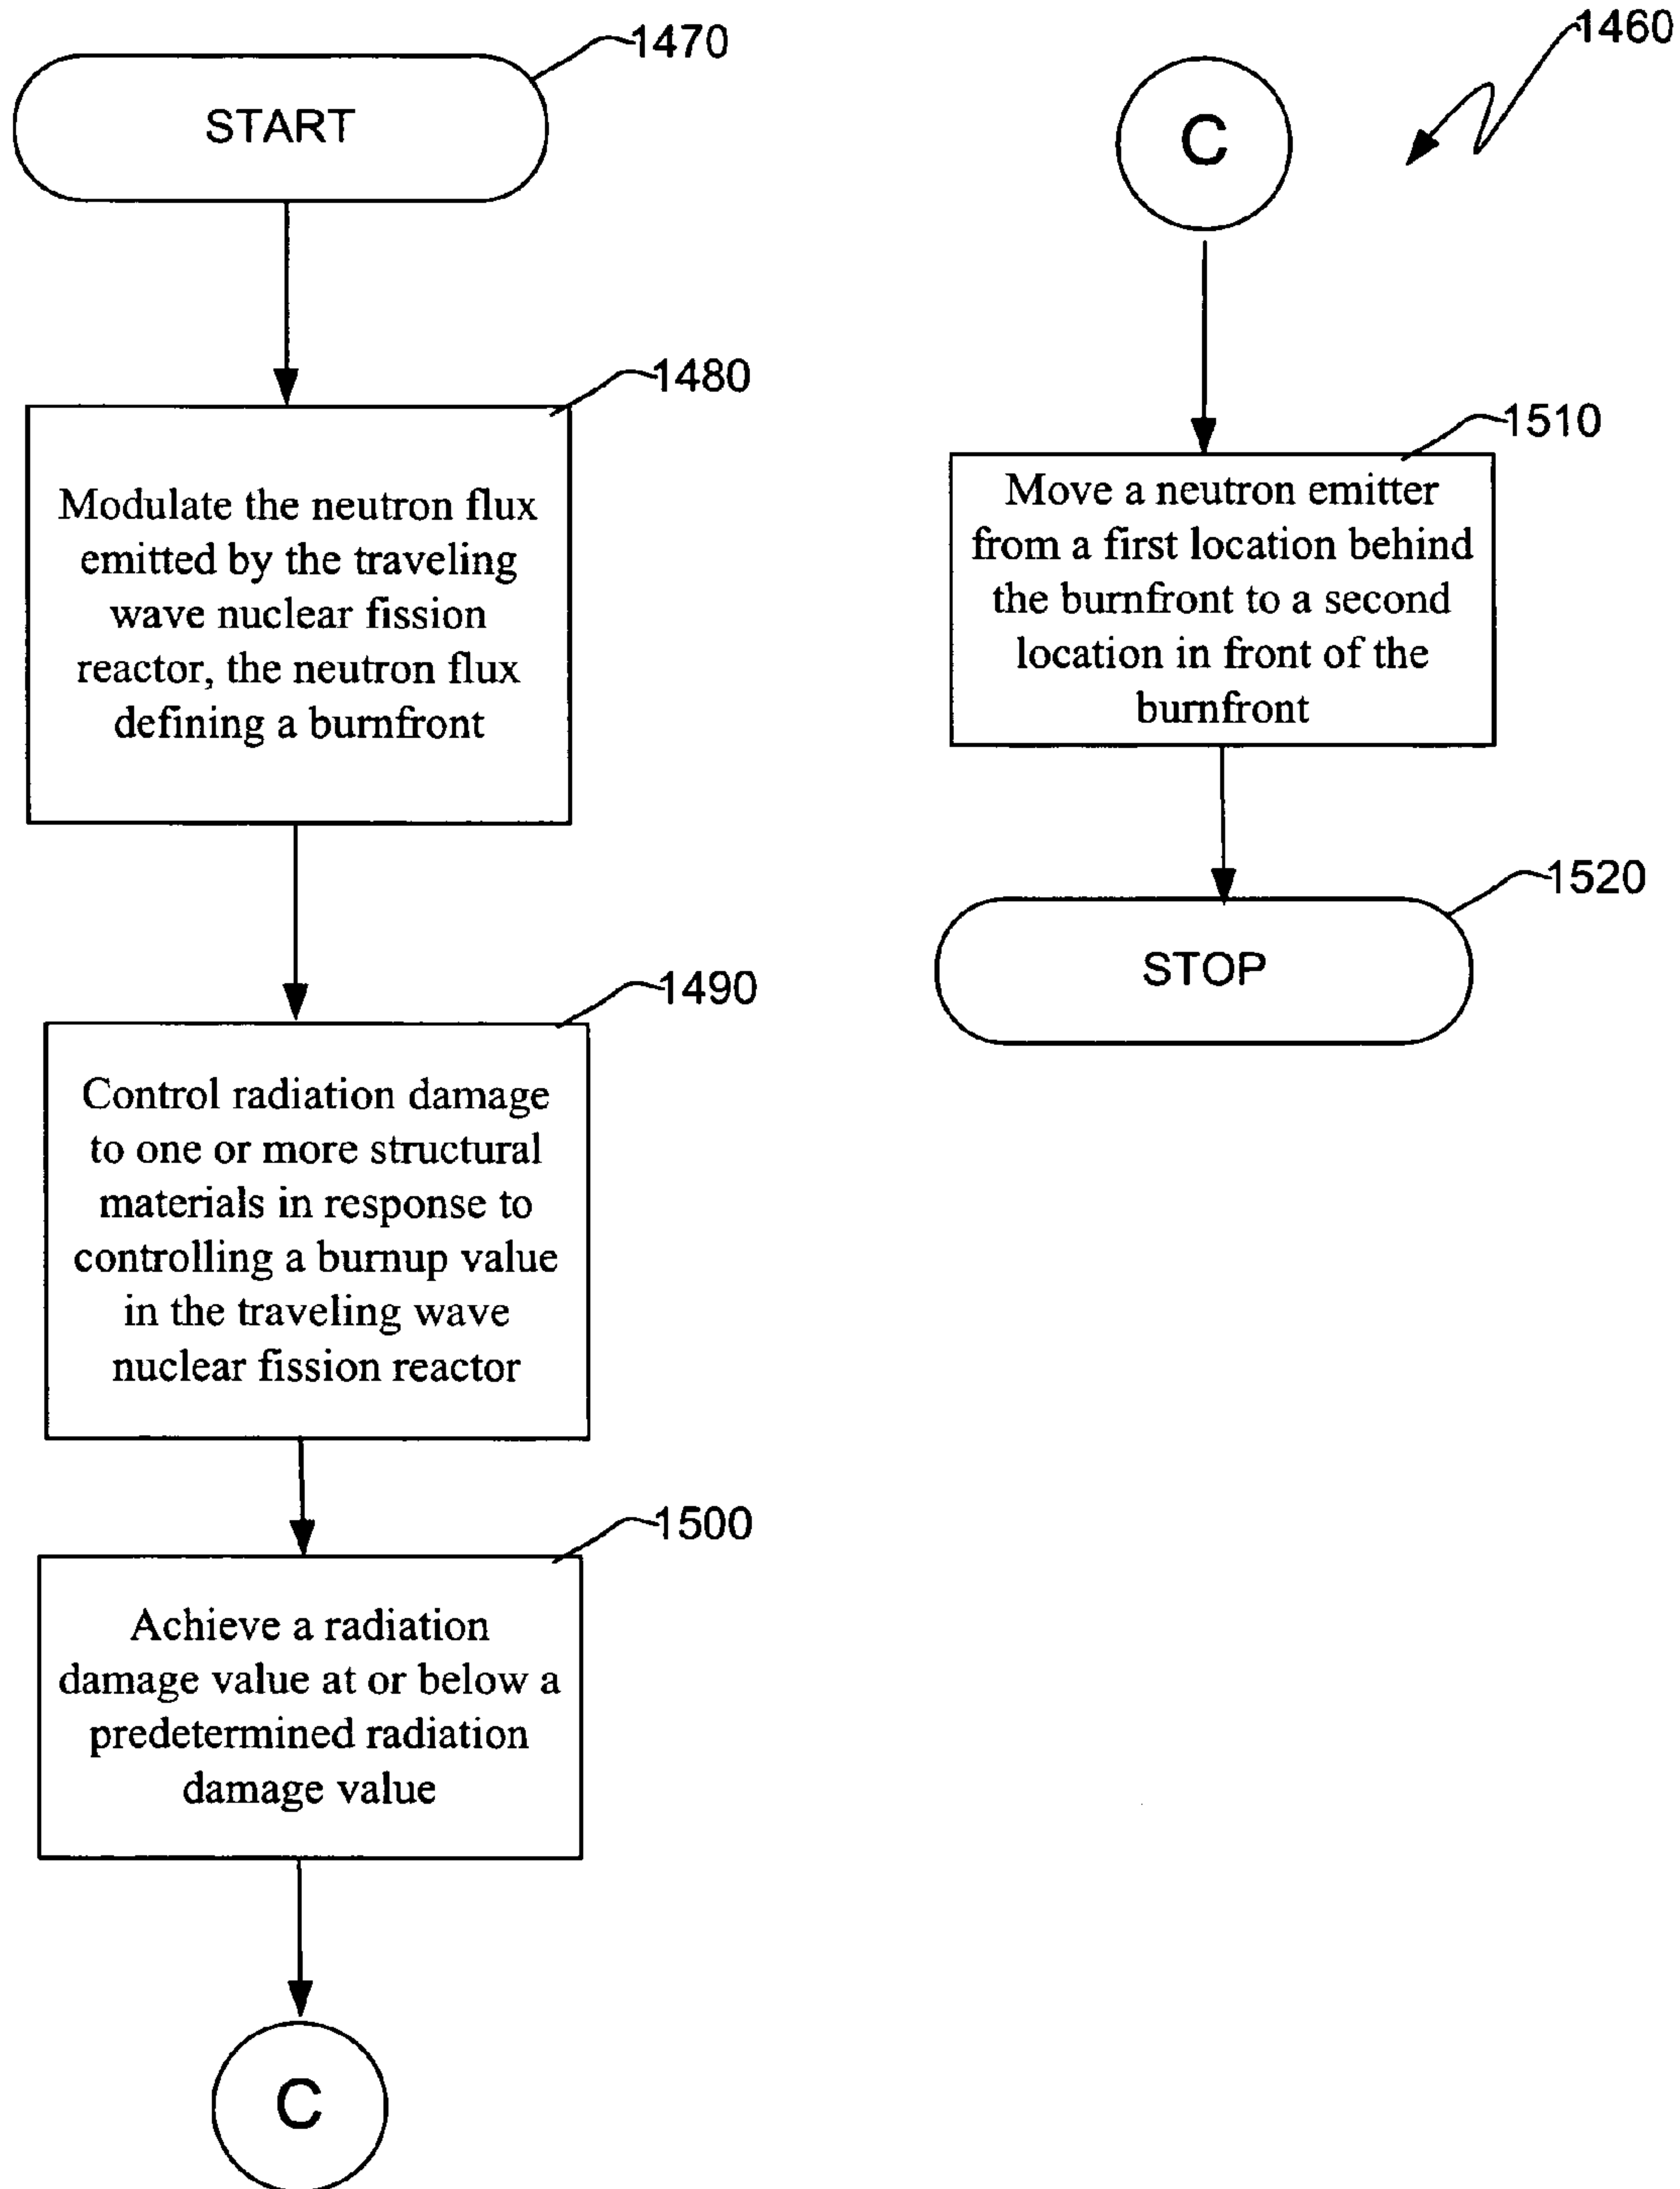 1470
START
1480
Modulate the neutron flux
emitted by the traveling
wave nuclear fission
reactor, the neutron flux
defining a burnfront
1490
Control radiation damage
to one or more structural
materials in response to
controlling a burnup value
in the traveling wave
nuclear fission reactor
1500
Achieve a radiation
damage value at or below a
predetermined radiation
damage value
C
1460
C
1510
Move a neutron emitter
from a first location behind
the burnfront to a second
location in front of the
burnfront
1520
STOP